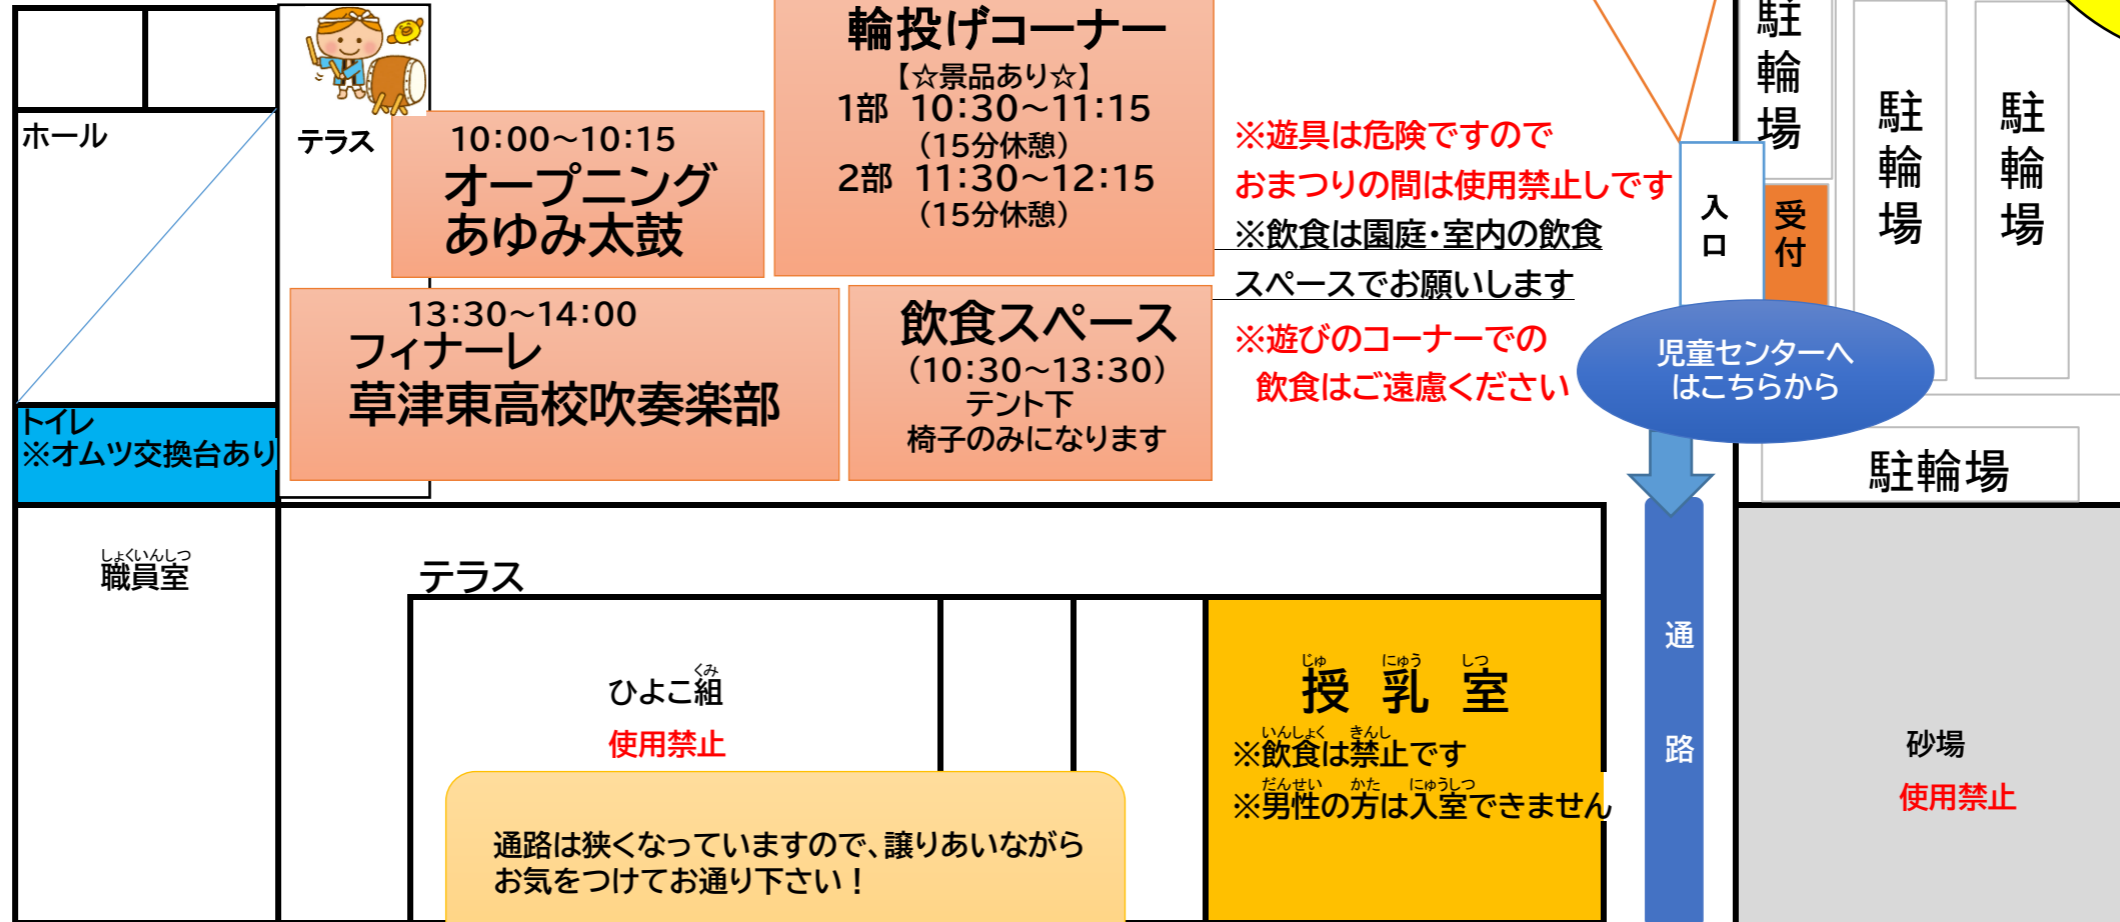 ホール
テラス
10:00～10:15
オープニング
あゆみ太鼓
輪投げコーナー
【☆景品あり☆】
1部 10:30～11:15
(15分休憩)
2部 11:30～12:15
(15分休憩)
※遊具は危険ですので
おまつりの間は使用禁止しです
※飲食は園庭・室内の飲食
スペースでお願いします
※遊びのコーナーでの
飲食はご遠慮ください
入口
受付
駐輪場
駐輪場
駐輪場
13:30～14:00
フィナーレ
草津東高校吹奏楽部
飲食スペース
(10:30～13:30)
テント下
椅子のみになります
児童センターへ
はこちらから
駐輪場
トイレ
※オムツ交換台あり
しょくいんしつ
職員室
テラス
くみ
ひよこ組
使用禁止
じゅ にゅう しつ
授 乳 室
いんしょく きんし
※飲食は禁止です
だんせい かた にゅうしつ
※男性の方は入室できません
通路
砂場
使用禁止
通路は狭くなっていますので、譲りあいながら
お気をつけてお通り下さい！